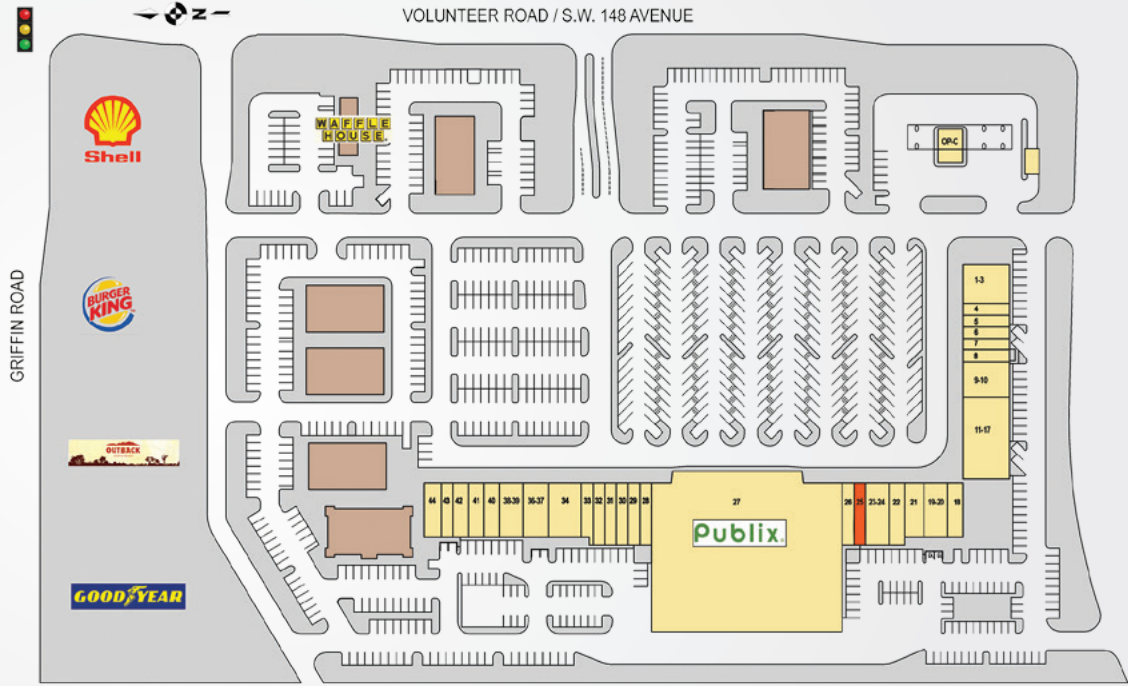 VOLUNTEER ROAD / S.W. 148 AVENUE
N
Shell
WAFFLE
HOUSE
OP-C
GRIFFIN ROAD
BURGER
KING
1-3
4
5
6
7
8
9-10
11-17
OUTBACK
44 43 42 41 40 38-39 36-37 34 33 32 31 30 29 28 27 26 25 23-24 22 21 19-20 18
Publix.
GOODYEAR